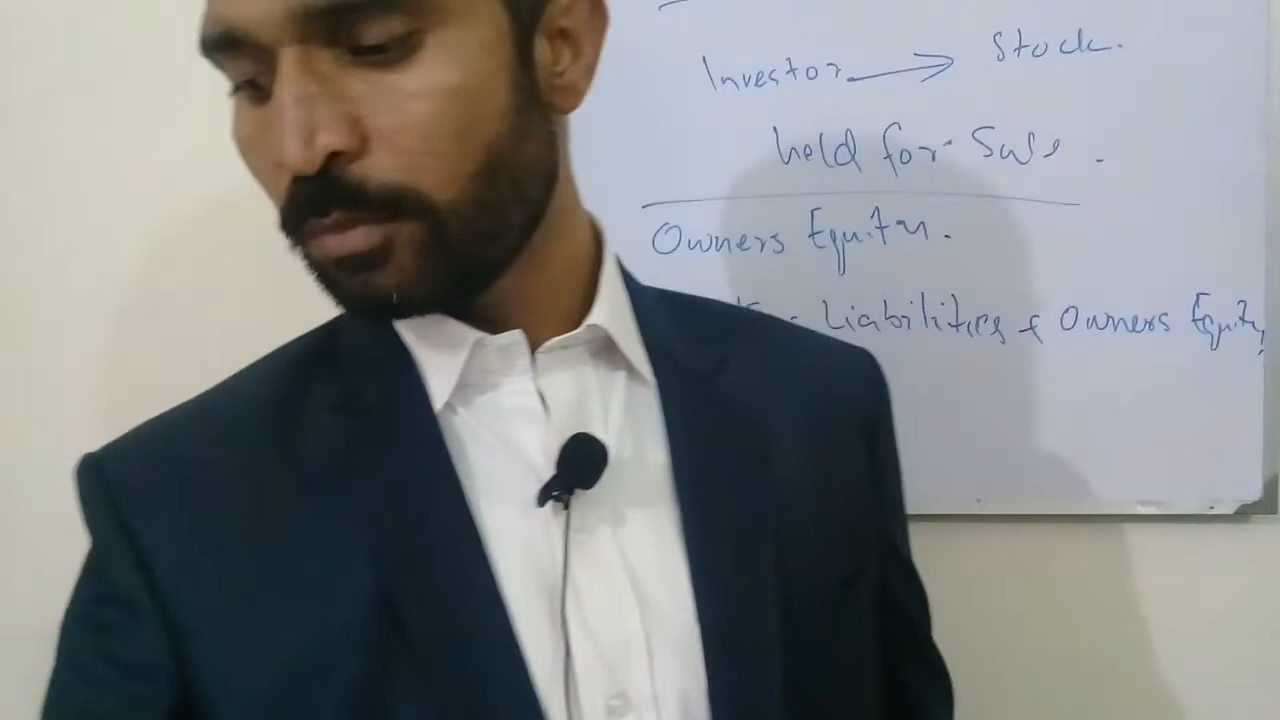 Investor → Stock.
held for Sale.
Owners Equity.
- Liabilities & Owners Equity